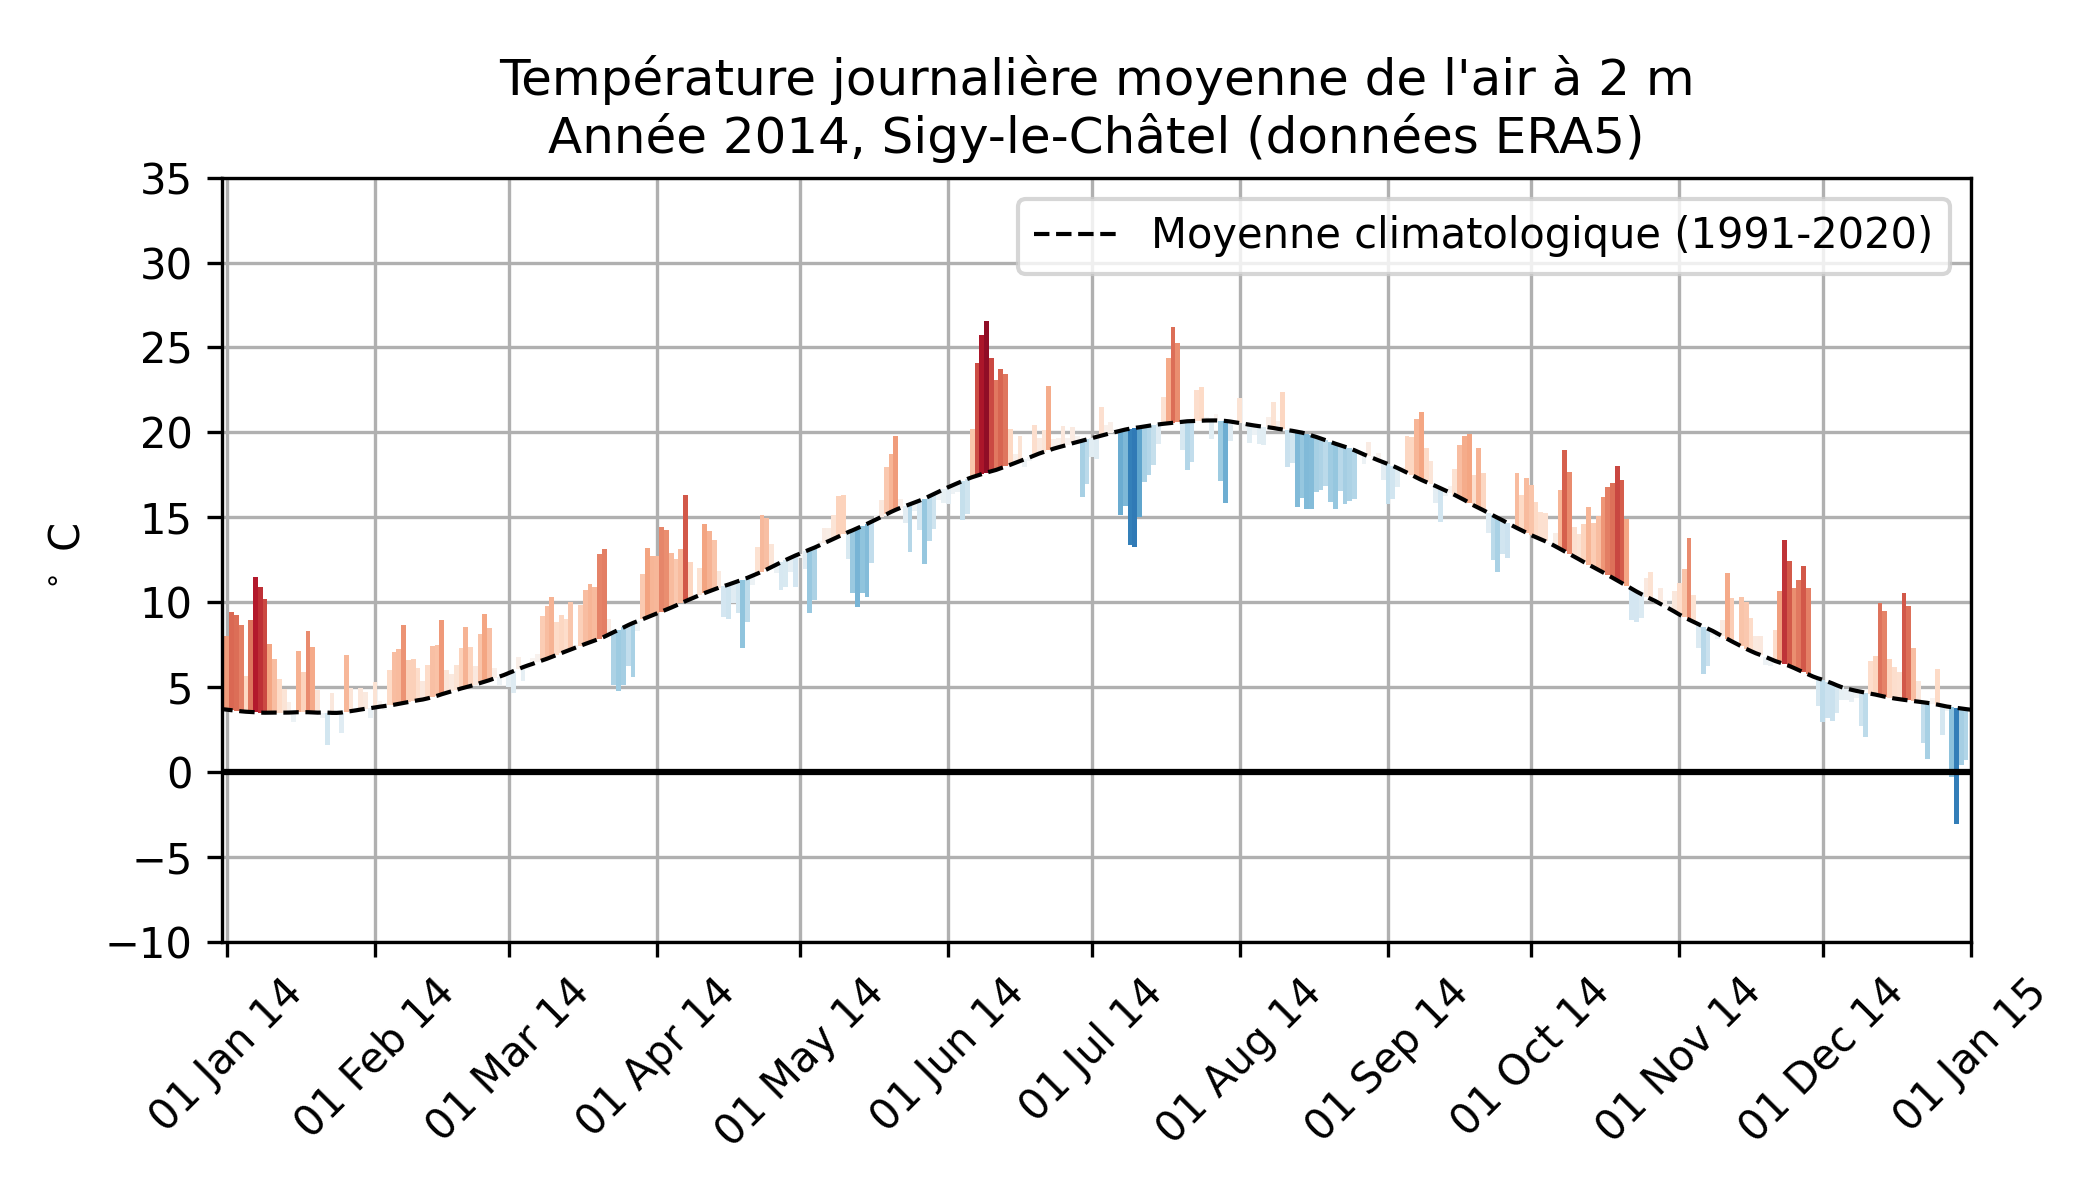 Température journalière moyenne de l'air à 2 m
Année 2014, Sigy-le-Châtel (données ERA5)
Moyenne climatologique (1991-2020)
° C
35
30
25
20
15
10
5
0
−5
−10
01 Jan 14
01 Feb 14
01 Mar 14
01 Apr 14
01 May 14
01 Jun 14
01 Jul 14
01 Aug 14
01 Sep 14
01 Oct 14
01 Nov 14
01 Dec 14
01 Jan 15